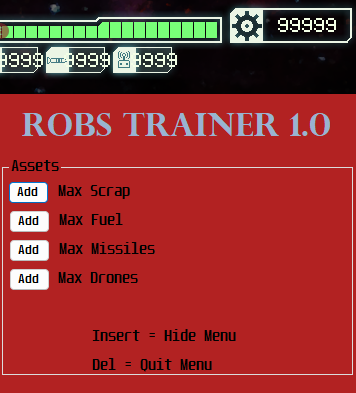 99999
9999 9999 9999
ROBS TRAINER 1.0
Assets
Add Max Scrap
Add Max Fuel
Add Max Missiles
Add Max Drones
Insert = Hide Menu
Del = Quit Menu